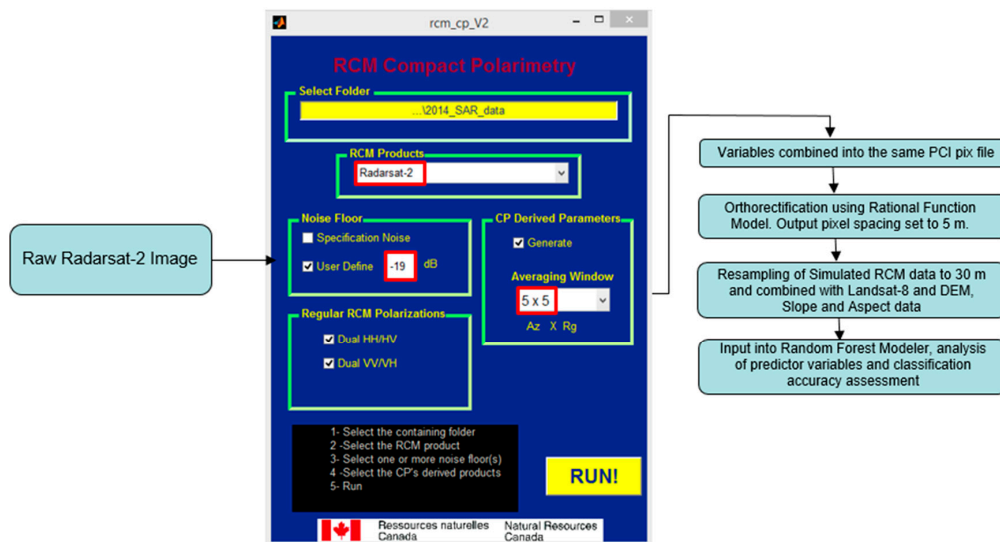 rcm_cp_V2
RCM Compact Polarimetry
Select Folder
...\2014_SAR_data
RCM Products
Radarsat-2
Noise Floor
Specification Noise
User Define -19 dB
CP Derived Parameters
Generate
Averaging Window
5 x 5
Az X Rg
Regular RCM Polarizations
Dual HH/HV
Dual VV/VH
1- Select the containing folder
2 -Select the RCM product
3- Select one or more noise floor(s)
4 -Select the CP's derived products
5- Run
RUN!
Ressources naturelles
Canada
Natural Resources
Canada
Raw Radarsat-2 Image
Variables combined into the same PCI pix file
Orthorectification using Rational Function
Model. Output pixel spacing set to 5 m.
Resampling of Simulated RCM data to 30 m
and combined with Landsat-8 and DEM,
Slope and Aspect data
Input into Random Forest Modeler, analysis
of predictor variables and classification
accuracy assessment